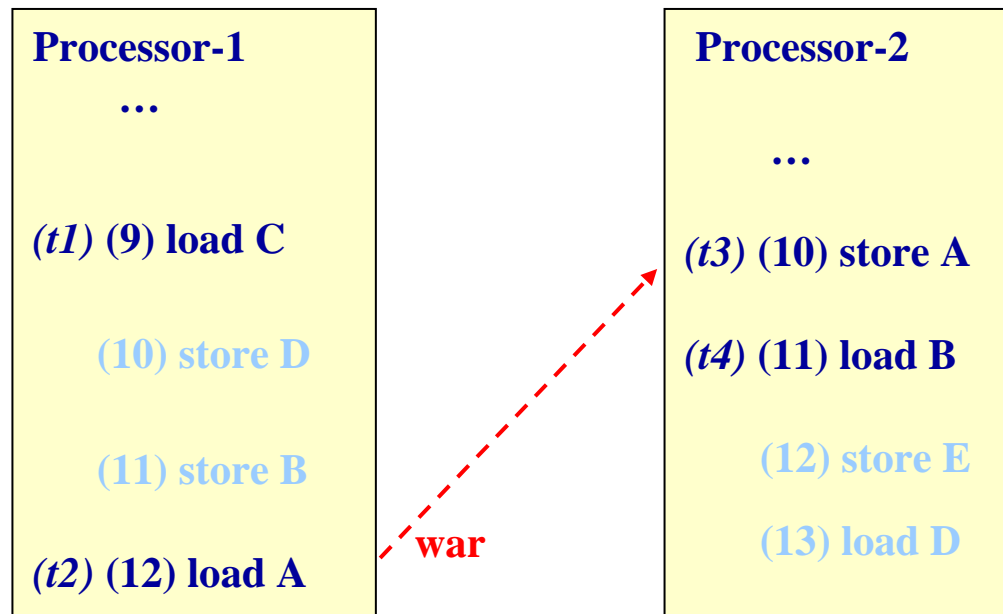 Processor-1
...
(t1) (9) load C
(10) store D
(11) store B
(t2) (12) load A
war
Processor-2
...
(t3) (10) store A
(t4) (11) load B
(12) store E
(13) load D